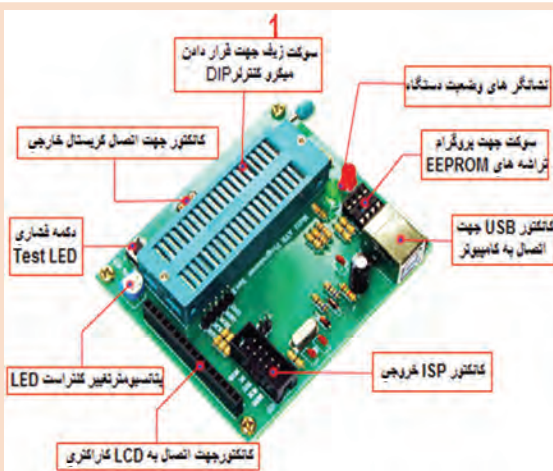 1
سوکت زیف جهت قرار دادن
میکرو کنترلر DIP
نشانگر های وضعیت دستگاه
کانکتور جهت اتصال کریستال خارجی
سوکت جهت پروگرام
تراشه های EEPROM
دکمه فشاری
Test LED
کانکتور USB جهت
اتصال به کامپیوتر
پتانسیومترتغییر کنتراست LED
کانکتور ISP خروجی
کانکتورجهت اتصال به LCD کاراکتری